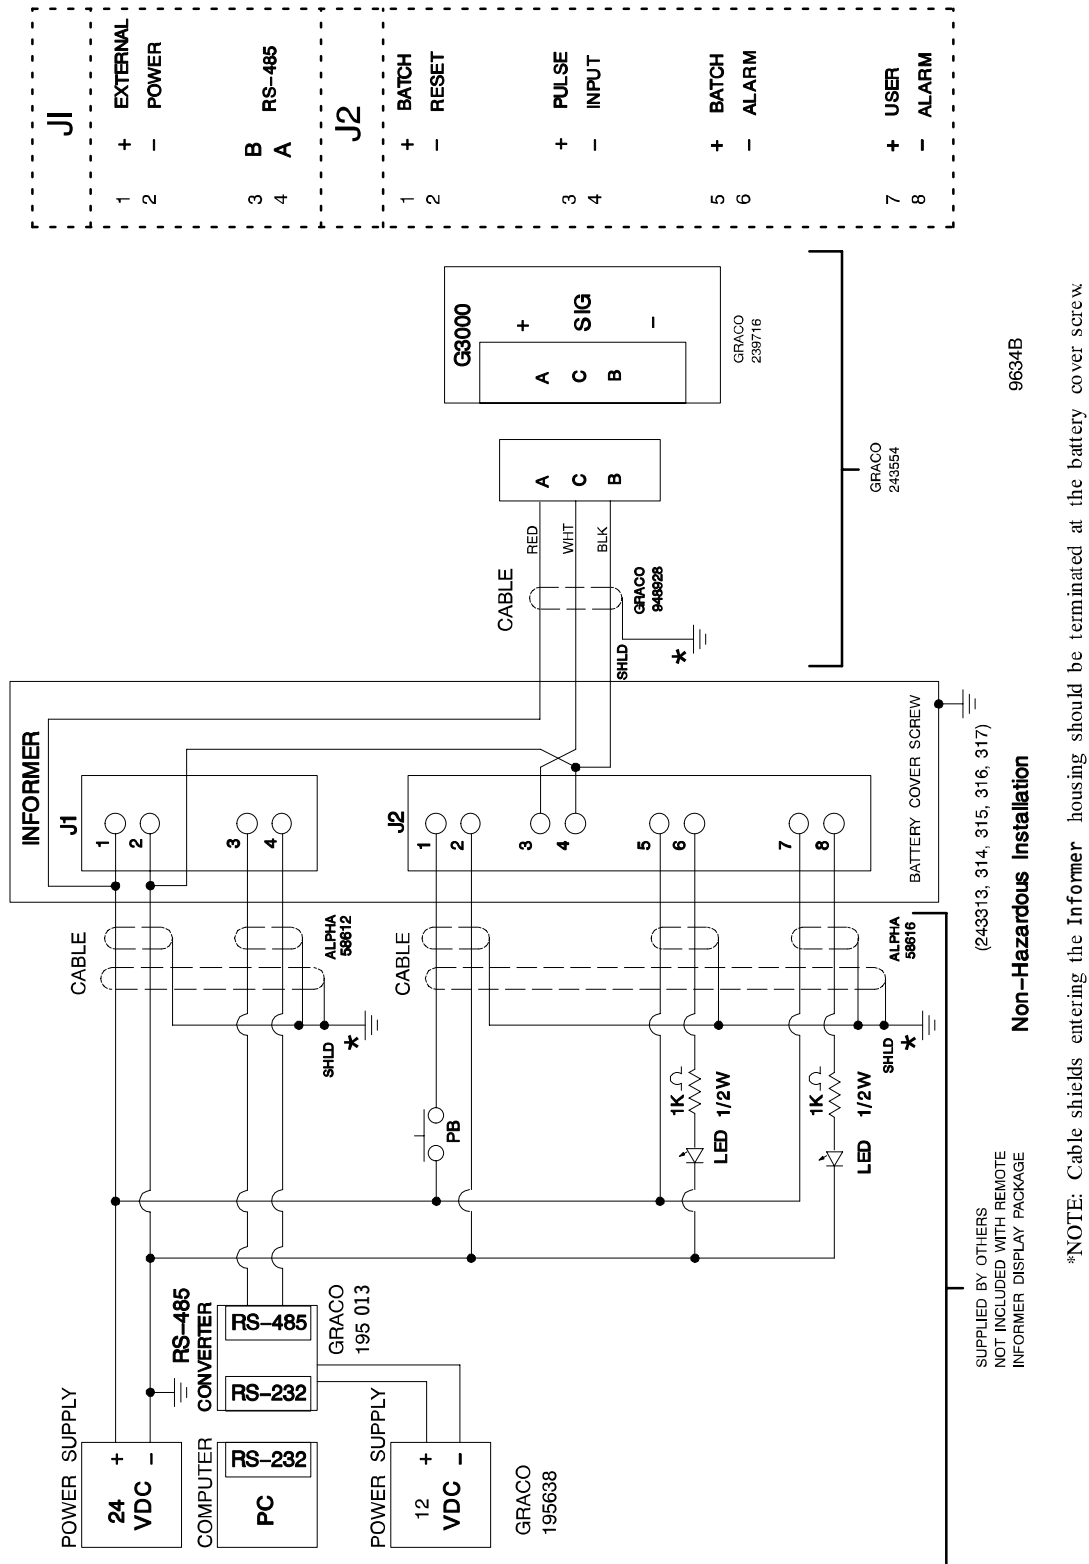 J1
1 + EXTERNAL
2 - POWER
3 B RS-485
4 A
J2
1 + BATCH
2 - RESET
3 + PULSE
4 - INPUT
5 + BATCH
6 - ALARM
7 + USER
8 - ALARM
G3000
+
SIG
-
A
C
B
GRACO
239716
A
C
B
RED
WHT
BLK
CABLE
GRACO
948928
SHLD
*
GRACO
243554
9634B
INFORMER
J1
1
2
3
4
J2
1
2
3
4
5
6
7
8
BATTERY COVER SCREW
(243313, 314, 315, 316, 317)
Non-Hazardous Installation
CABLE
ALPHA
58612
SHLD
*
CABLE
ALPHA
58616
SHLD
*
PB
1K Ω
1/2W
LED
1K Ω
1/2W
LED
POWER SUPPLY
24
VDC
+
-
RS-485
CONVERTER
RS-485
RS-232
GRACO
195 013
COMPUTER
PC
RS-232
POWER SUPPLY
12
VDC
+
-
GRACO
195638
SUPPLIED BY OTHERS
NOT INCLUDED WITH REMOTE
INFORMER DISPLAY PACKAGE
*NOTE: Cable shields entering the Informer housing should be terminated at the battery cover screw.